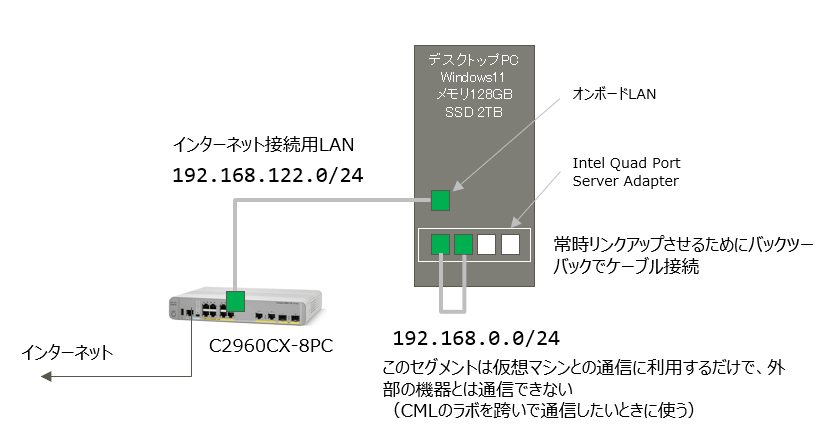 デスクトップPC
Windows11
メモリ128GB
SSD 2TB
オンボードLAN
インターネット接続用LAN
192.168.122.0/24
Intel Quad Port
Server Adapter
常時リンクアップさせるためにバックツー
バックでケーブル接続
192.168.0.0/24
C2960CX-8PC
インターネット
このセグメントは仮想マシンとの通信に利用するだけで、外
部の機器とは通信できない
（CMLのラボを跨いで通信したいときに使う）